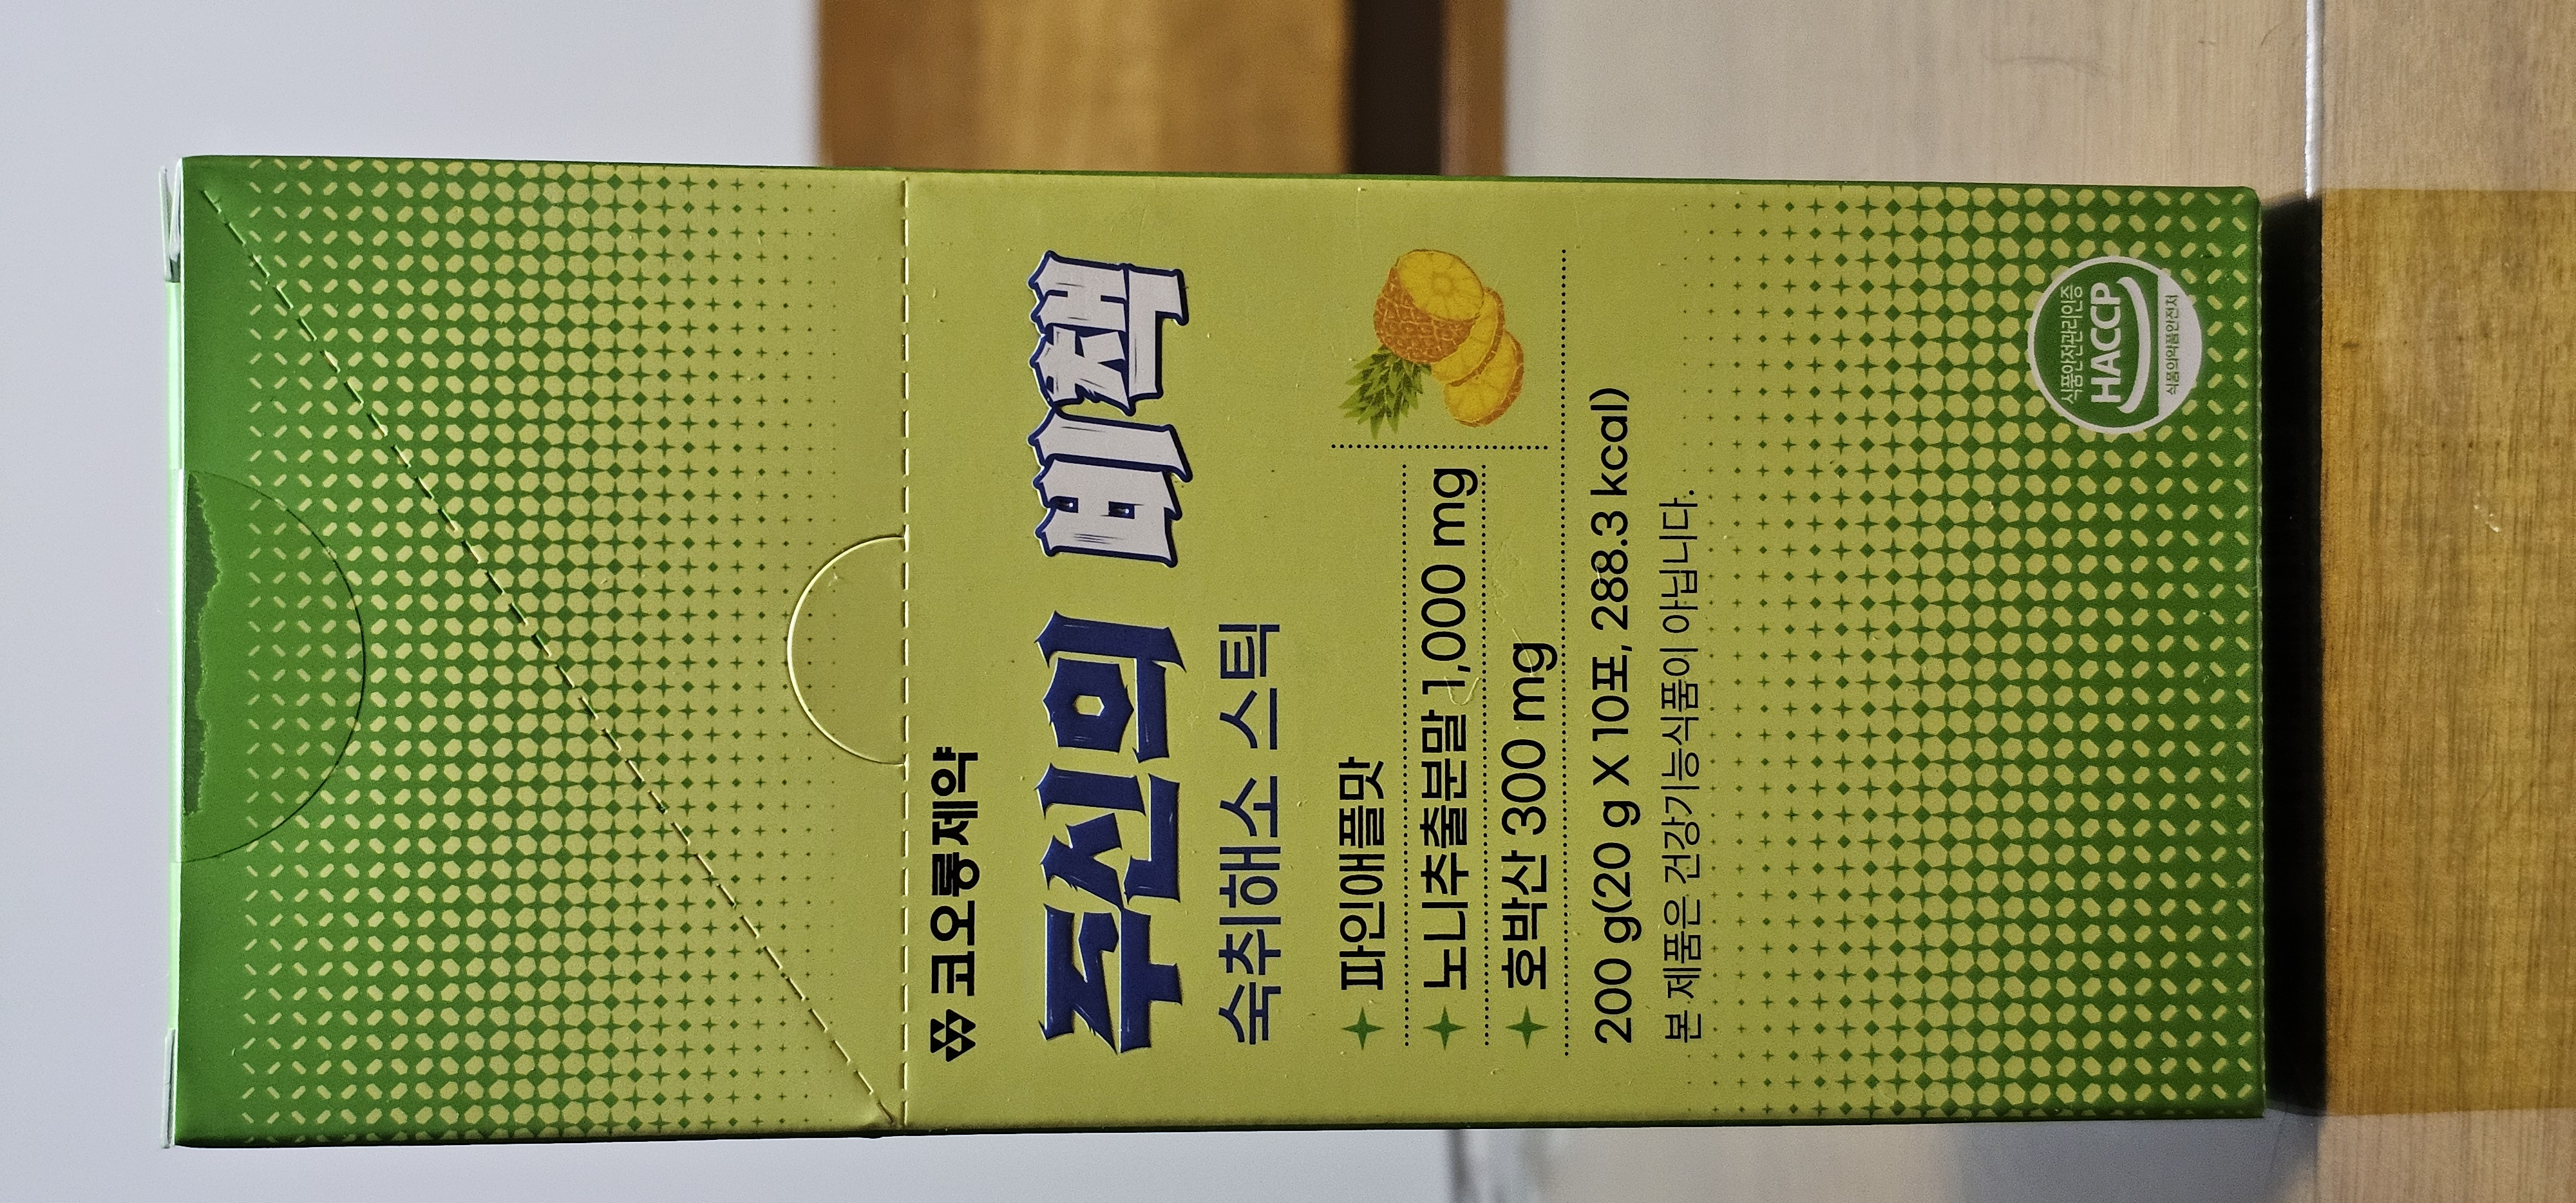 코오롱제약
주신의 비책
숙취해소 스틱
파인애플맛
노니추출분말 1,000 mg
호박산 300 mg
200 g(20 g X 10포, 288.3 kcal)
본 제품은 건강기능식품이 아닙니다.
식품안전관리인증
HACCP
식품의약품안전처